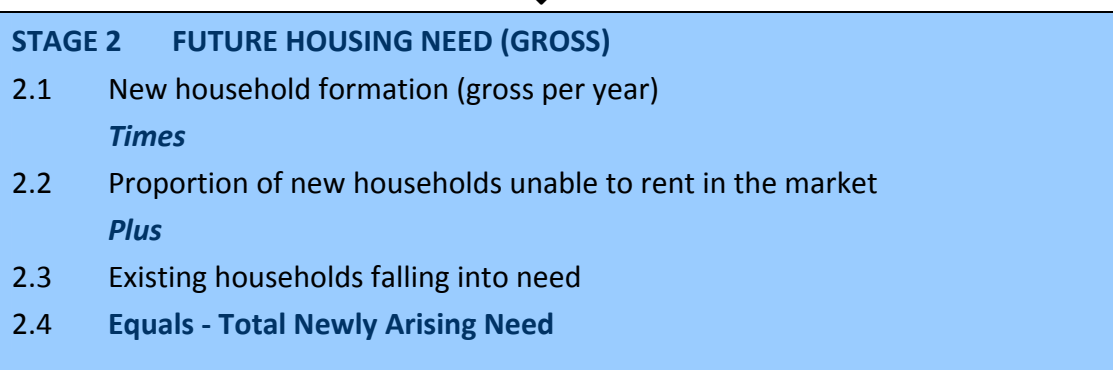 STAGE 2 FUTURE HOUSING NEED (GROSS)
2.1 New household formation (gross per year)
Times
2.2 Proportion of new households unable to rent in the market
Plus
2.3 Existing households falling into need
2.4 Equals - Total Newly Arising Need